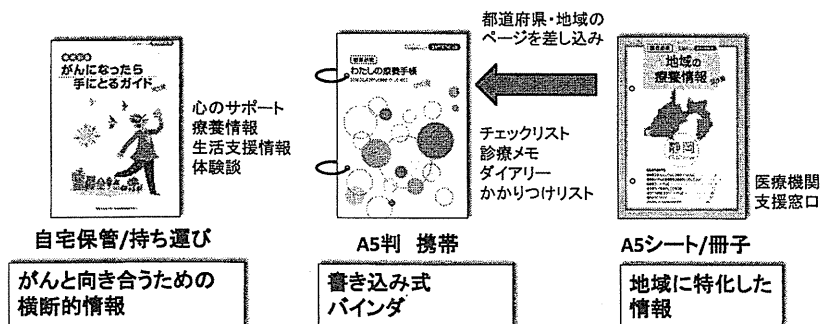 がんになったら
手にとるガイド
心のサポート
療養情報
生活支援情報
体験談
自宅保管/持ち運び
がんと向き合うための
横断的情報
わたしの療養手帳
都道府県・地域の
ページを差し込み
チェックリスト
診療メモ
ダイアリー
かかりつけリスト
A5判 携帯
書き込み式
バインダ
地域の
療養情報
静岡
医療機関
支援窓口
A5シート/冊子
地域に特化した
情報